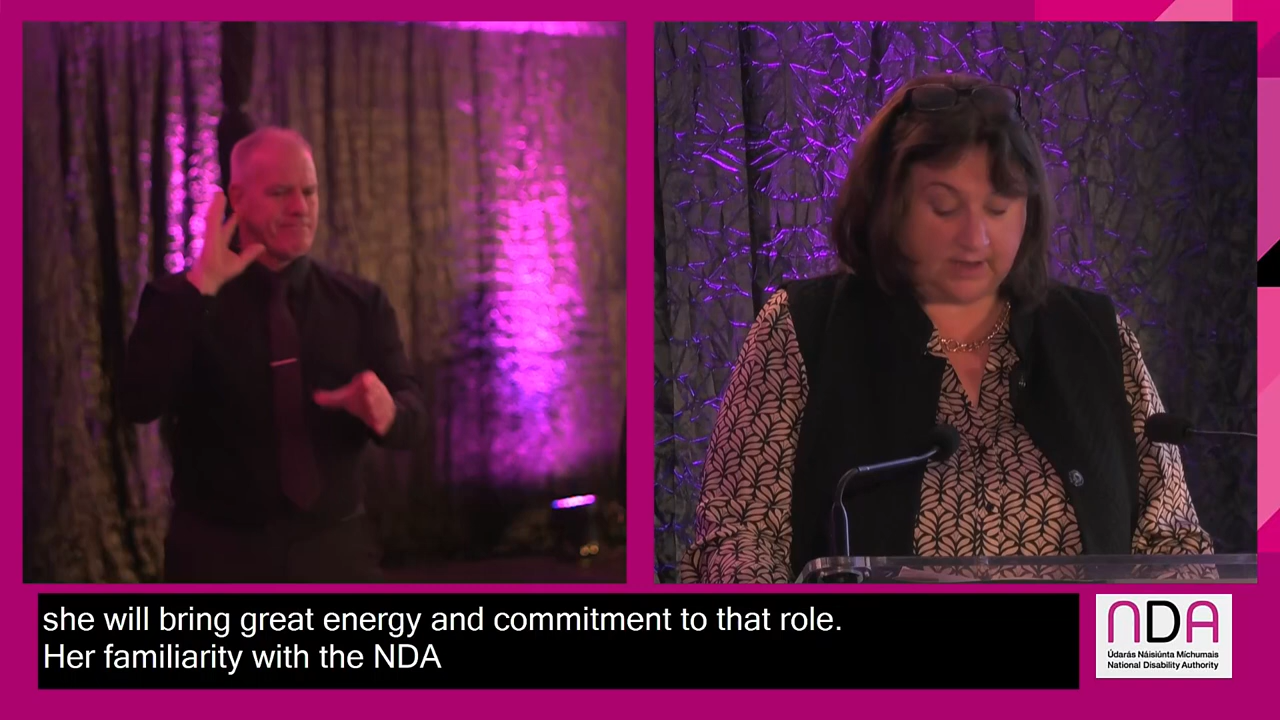 she will bring great energy and commitment to that role.
Her familiarity with the NDA
NDA
Údarás Náisiúnta Míchumais
National Disability Authority